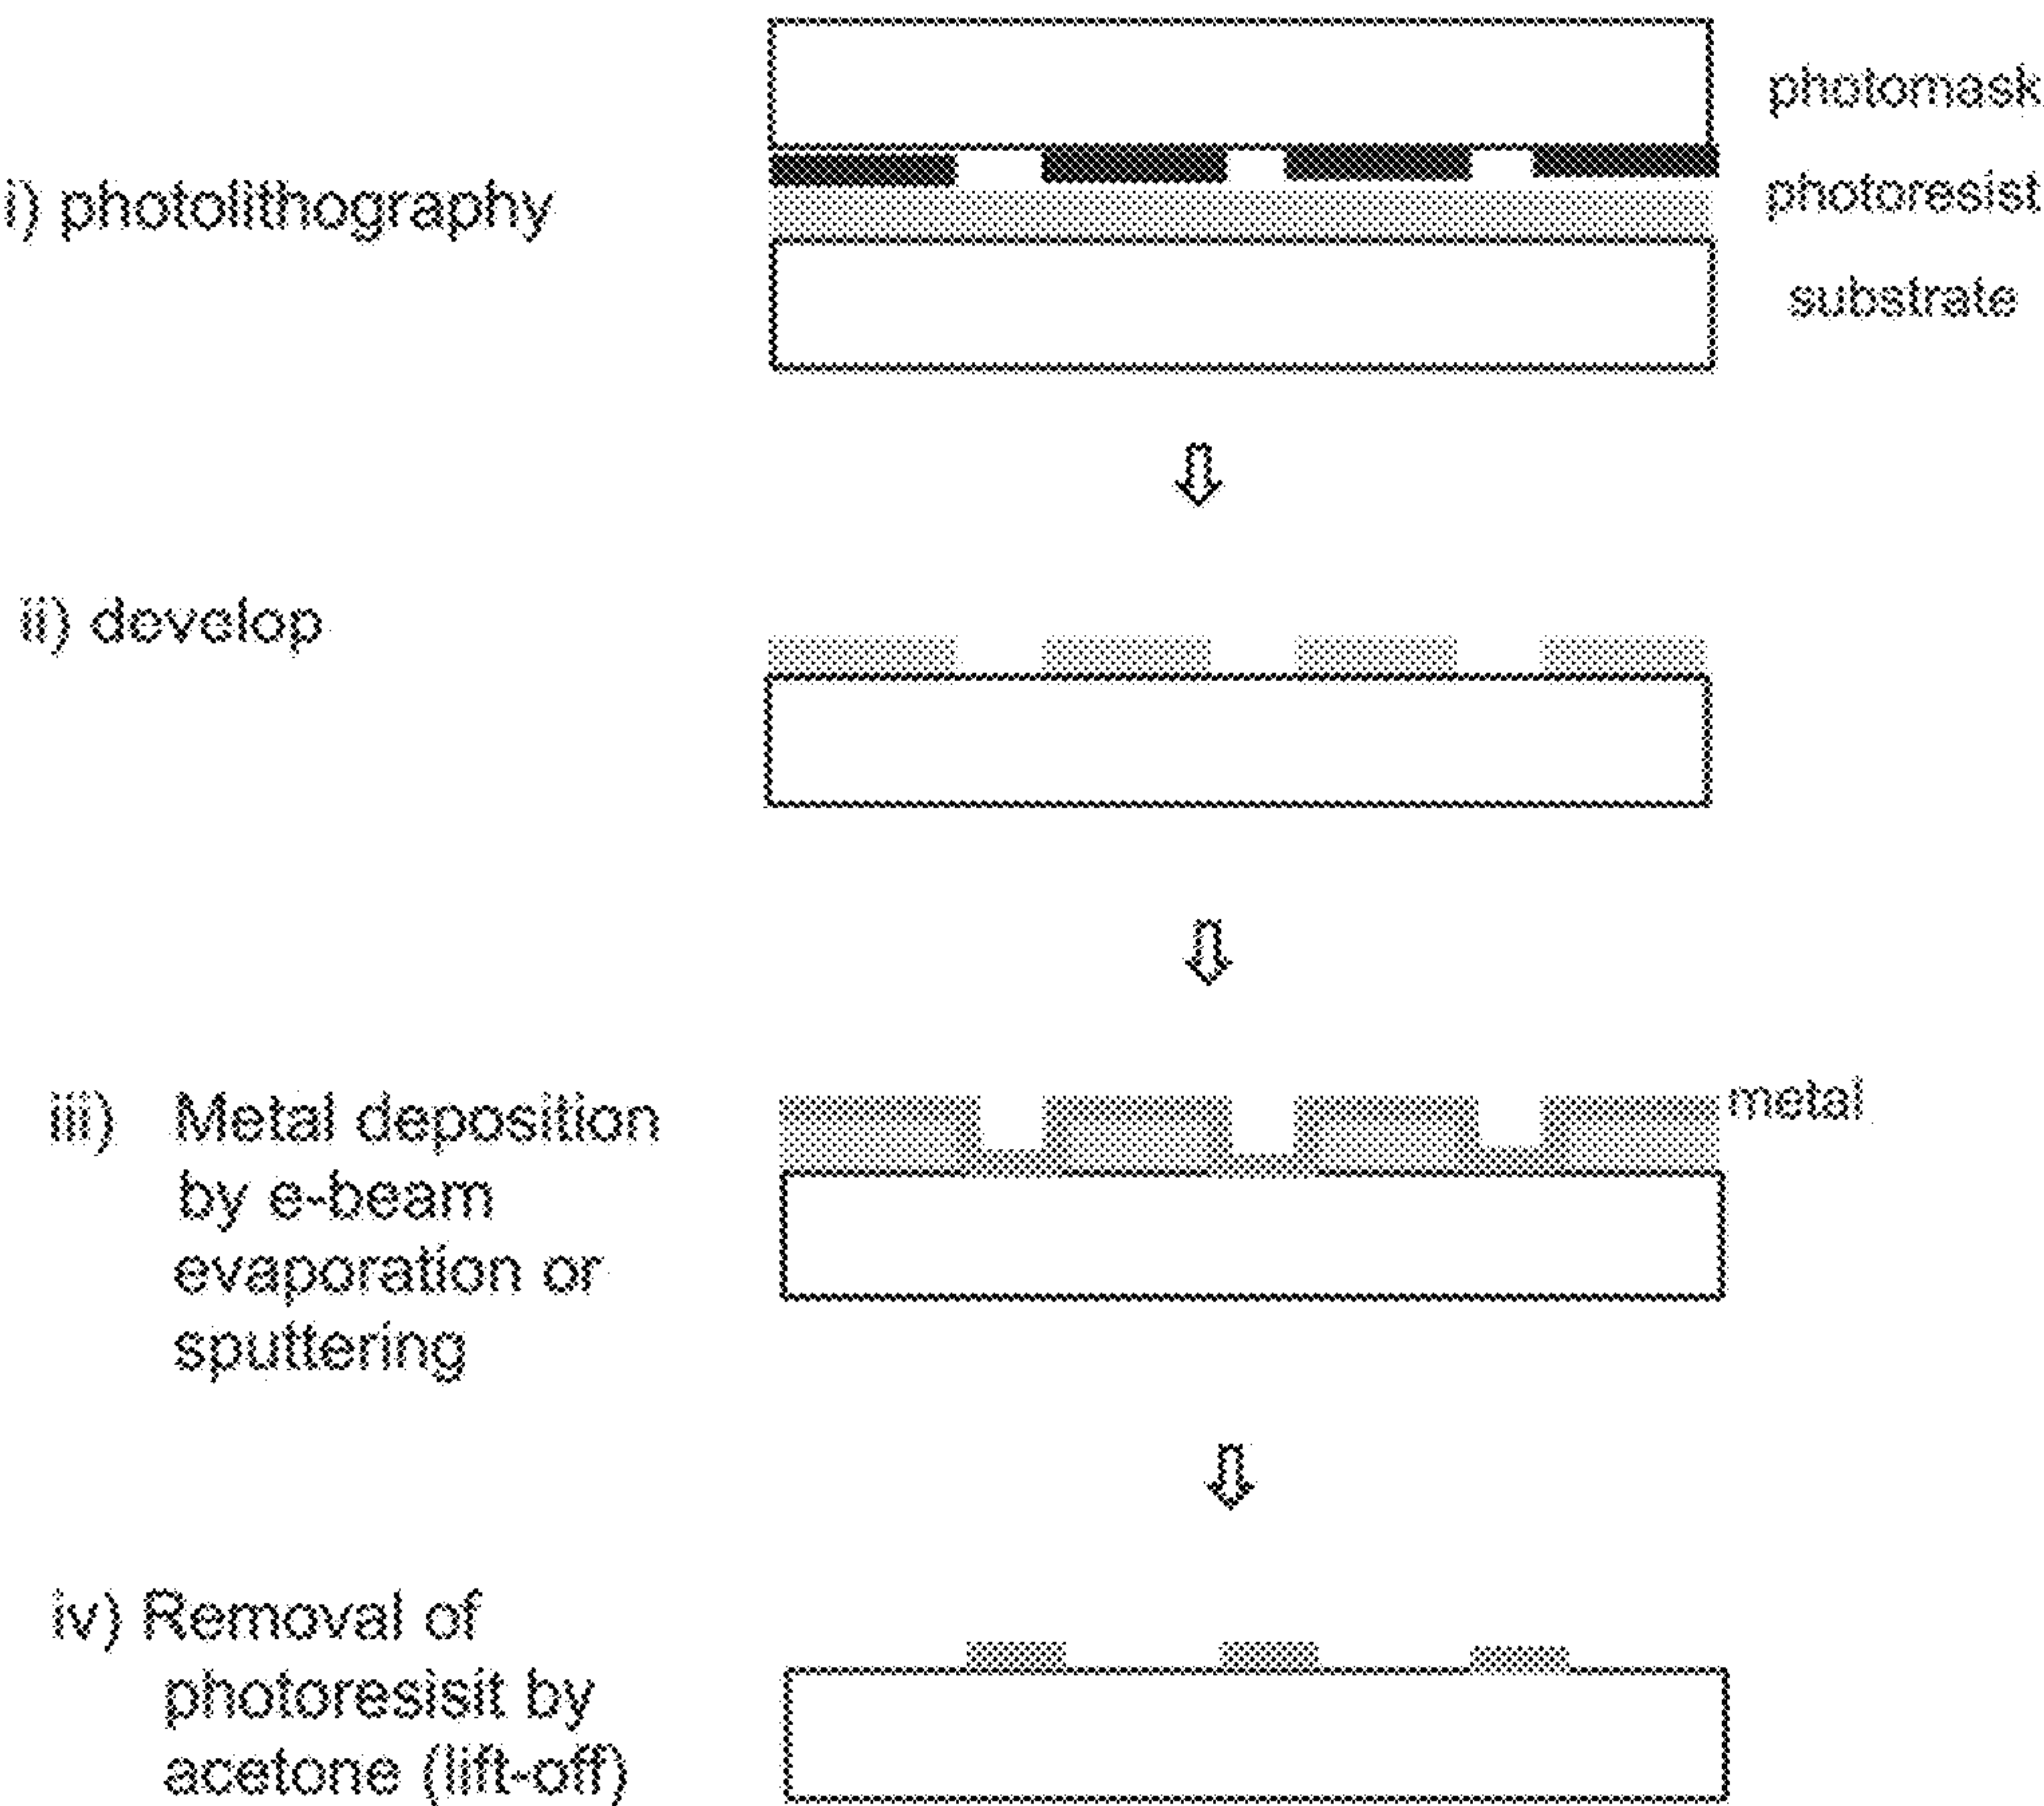 photomask
i) photolithography
photoresist
substrate
ii) develop
iii) Metal deposition
metal
by e-beam
evaporation or
sputtering
iv) Removal of
photoresisit by
acetone (lift-off)